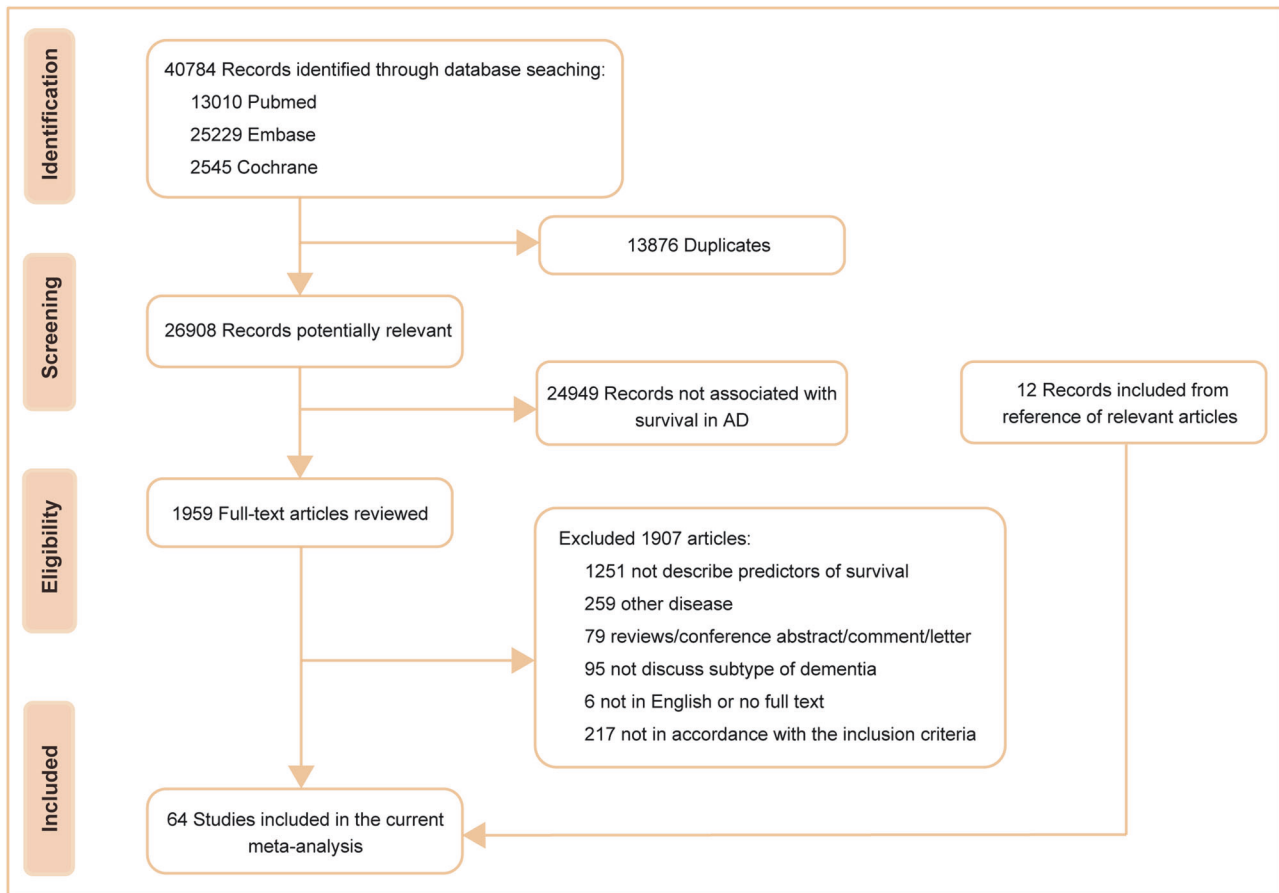 Identification
40784 Records identified through database seaching:
13010 Pubmed
25229 Embase
2545 Cochrane
13876 Duplicates
Screening
26908 Records potentially relevant
24949 Records not associated with
survival in AD
12 Records included from
reference of relevant articles
Eligibility
1959 Full-text articles reviewed
Excluded 1907 articles:
1251 not describe predictors of survival
259 other disease
79 reviews/conference abstract/comment/letter
95 not discuss subtype of dementia
6 not in English or no full text
217 not in accordance with the inclusion criteria
Included
64 Studies included in the current
meta-analysis